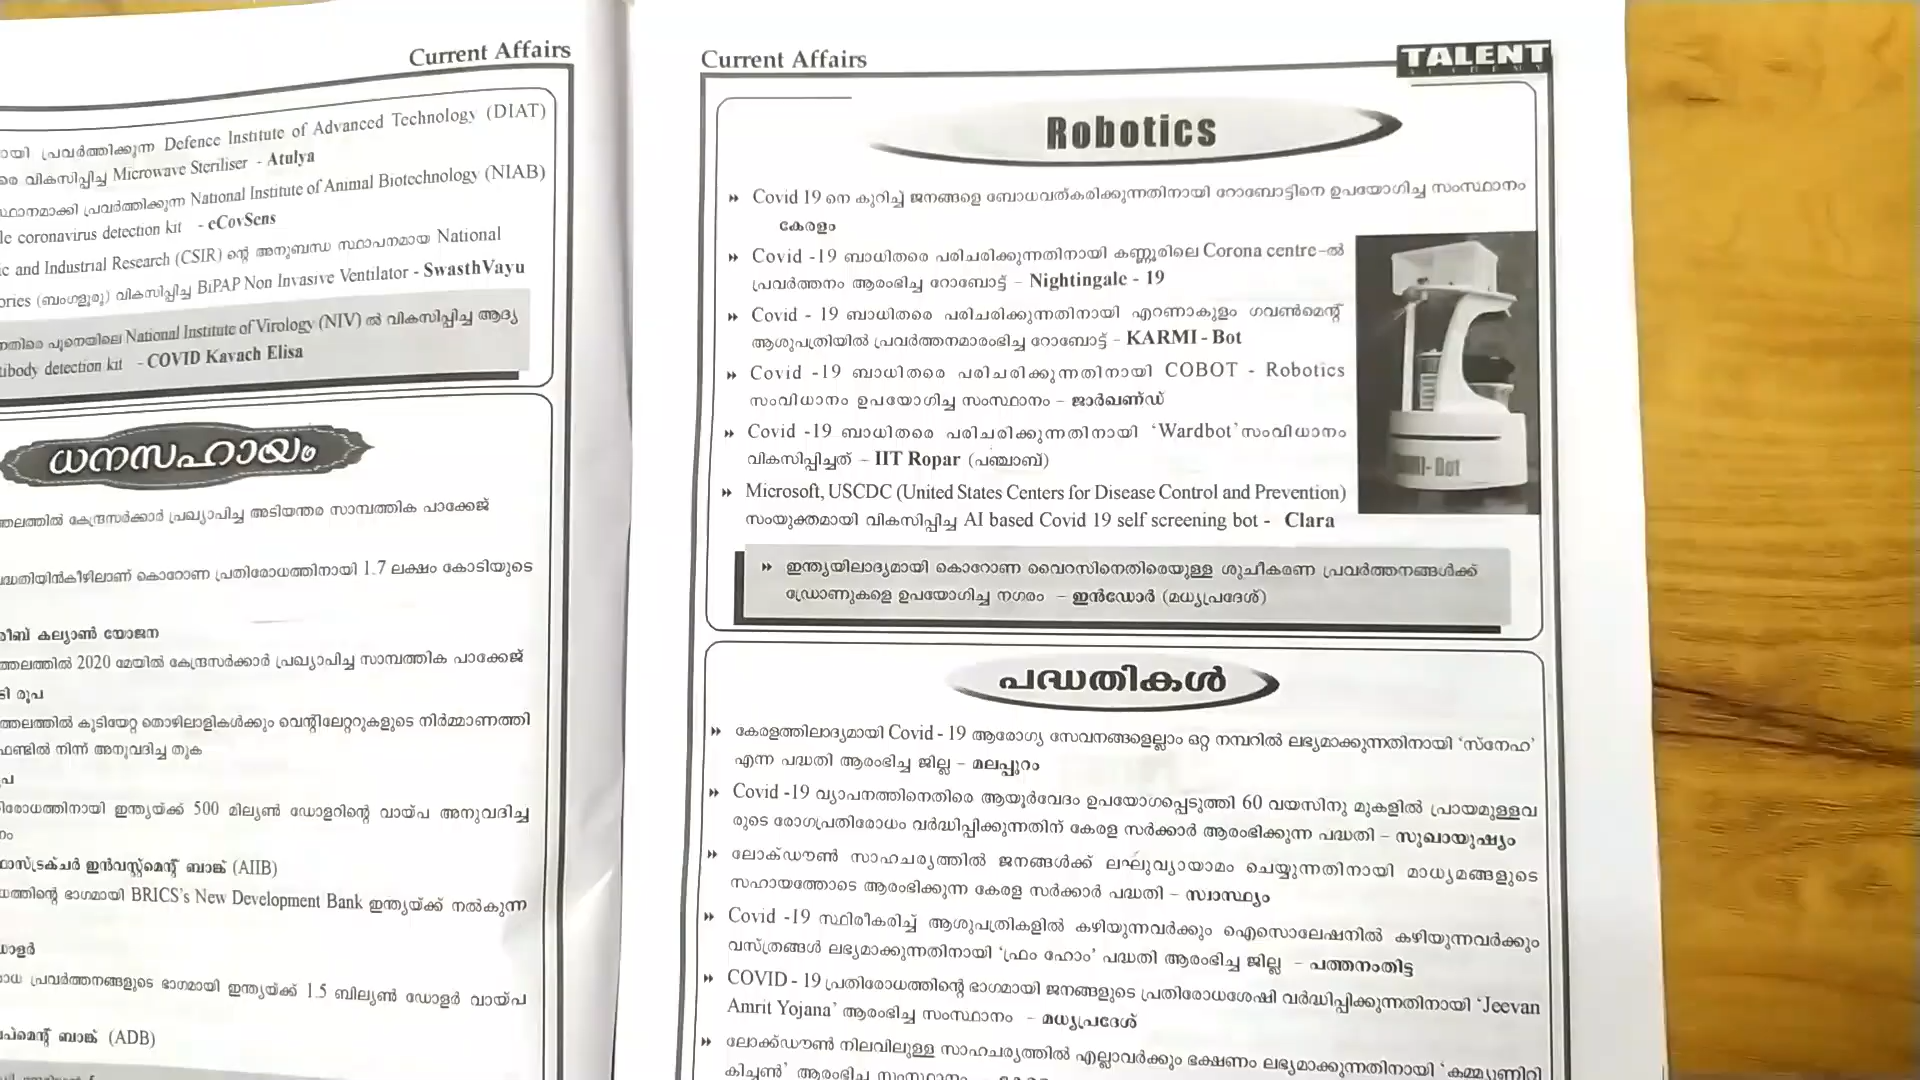 Current Affairs
യി പ്രവർത്തിക്കുന്ന Defence Institute of Advanced Technology (DIAT)
വികസിപ്പിച്ച Microwave Steriliser - Atulya
സ്ഥാനമാക്കി പ്രവർത്തിക്കുന്ന National Institute of Animal Biotechnology (NIAB)
coronavirus detection kit - eCovSens
and Industrial Research (CSIR) ന്റെ അനുബന്ധ സ്ഥാപനമായ National
(ബംഗളൂരു) വികസിപ്പിച്ച BiPAP Non Invasive Ventilator - SwasthVayu
പൂനെയിലെ National Institute of Virology (NIV) ൽ വികസിപ്പിച്ച ആദ്യ
detection kit - COVID Kavach Elisa
ധനസഹായം
കേന്ദ്രസർക്കാർ പ്രഖ്യാപിച്ച അടിയന്തര സാമ്പത്തിക പാക്കേജ്
കൊറോണ പ്രതിരോധത്തിനായി 1.7 ലക്ഷം കോടിയുടെ
കല്യാൺ യോജന
2020 മേയിൽ കേന്ദ്രസർക്കാർ പ്രഖ്യാപിച്ച സാമ്പത്തിക പാക്കേജ്
രൂപ
കുടിയേറ്റ തൊഴിലാളികൾക്കും വെന്റിലേറ്ററുകളുടെ നിർമ്മാണത്തി
നിന്ന് അനുവദിച്ച തുക
ഇന്ത്യയ്ക്ക് 500 മില്യൺ ഡോളറിന്റെ വായ്പ അനുവദിച്ച
ഇൻവസ്റ്റ്മെന്റ് ബാങ്ക് (AIIB)
ഭാഗമായി BRICS's New Development Bank ഇന്ത്യയ്ക്ക് നൽകുന്ന
പ്രവർത്തനങ്ങളുടെ ഭാഗമായി ഇന്ത്യയ്ക്ക് 1.5 ബില്യൺ ഡോളർ വായ്പ
ബാങ്ക് (ADB)
Current Affairs
TALENT
ACADEMY
Robotics
Covid 19 നെ കുറിച്ച് ജനങ്ങളെ ബോധവത്കരിക്കുന്നതിനായി റോബോട്ടിനെ ഉപയോഗിച്ച സംസ്ഥാനം
കേരളം
Covid -19 ബാധിതരെ പരിചരിക്കുന്നതിനായി കണ്ണൂരിലെ Corona centre-ൽ
പ്രവർത്തനം ആരംഭിച്ച റോബോട്ട് - Nightingale - 19
Covid - 19 ബാധിതരെ പരിചരിക്കുന്നതിനായി എറണാകുളം ഗവൺമെന്റ്
ആശുപത്രിയിൽ പ്രവർത്തനമാരംഭിച്ച റോബോട്ട് - KARMI - Bot
Covid -19 ബാധിതരെ പരിചരിക്കുന്നതിനായി COBOT - Robotics
സംവിധാനം ഉപയോഗിച്ച സംസ്ഥാനം - ജാർഖണ്ഡ്
Covid -19 ബാധിതരെ പരിചരിക്കുന്നതിനായി 'Wardbot' സംവിധാനം
വികസിപ്പിച്ചത് - IIT Ropar (പഞ്ചാബ്)
Microsoft, USCDC (United States Centers for Disease Control and Prevention)
സംയുക്തമായി വികസിപ്പിച്ച AI based Covid 19 self screening bot - Clara
ഇന്ത്യയിലാദ്യമായി കൊറോണ വൈറസിനെതിരെയുള്ള ശുചീകരണ പ്രവർത്തനങ്ങൾക്ക്
ഡ്രോണുകളെ ഉപയോഗിച്ച നഗരം - ഇൻഡോർ (മധ്യപ്രദേശ്)
പദ്ധതികൾ
കേരളത്തിലാദ്യമായി Covid - 19 ആരോഗ്യ സേവനങ്ങളെല്ലാം ഒറ്റ നമ്പറിൽ ലഭ്യമാക്കുന്നതിനായി 'സ്നേഹ'
എന്ന പദ്ധതി ആരംഭിച്ച ജില്ല - മലപ്പുറം
Covid -19 വ്യാപനത്തിനെതിരെ ആയുർവേദം ഉപയോഗപ്പെടുത്തി 60 വയസിനു മുകളിൽ പ്രായമുള്ളവ
രുടെ രോഗപ്രതിരോധം വർദ്ധിപ്പിക്കുന്നതിന് കേരള സർക്കാർ ആരംഭിക്കുന്ന പദ്ധതി - സുഖായുഷ്യം
ലോക്ഡൗൺ സാഹചര്യത്തിൽ ജനങ്ങൾക്ക് ലഘുവ്യായാമം ചെയ്യുന്നതിനായി മാധ്യമങ്ങളുടെ
സഹായത്തോടെ ആരംഭിക്കുന്ന കേരള സർക്കാർ പദ്ധതി - സ്വാസ്ഥ്യം
Covid -19 സ്ഥിരീകരിച്ച് ആശുപത്രികളിൽ കഴിയുന്നവർക്കും ഐസൊലേഷനിൽ കഴിയുന്നവർക്കും
വസ്ത്രങ്ങൾ ലഭ്യമാക്കുന്നതിനായി 'ഫ്രം ഹോം' പദ്ധതി ആരംഭിച്ച ജില്ല - പത്തനംതിട്ട
COVID - 19 പ്രതിരോധത്തിന്റെ ഭാഗമായി ജനങ്ങളുടെ പ്രതിരോധശേഷി വർദ്ധിപ്പിക്കുന്നതിനായി 'Jeevan
Amrit Yojana' ആരംഭിച്ച സംസ്ഥാനം - മധ്യപ്രദേശ്
ലോക്ക്ഡൗൺ നിലവിലുള്ള സാഹചര്യത്തിൽ എല്ലാവർക്കും ഭക്ഷണം ലഭ്യമാക്കുന്നതിനായി 'കമ്മ്യൂണിറ്റി
കിച്ചൺ' ആരംഭിച്ച സംസ്ഥാനം